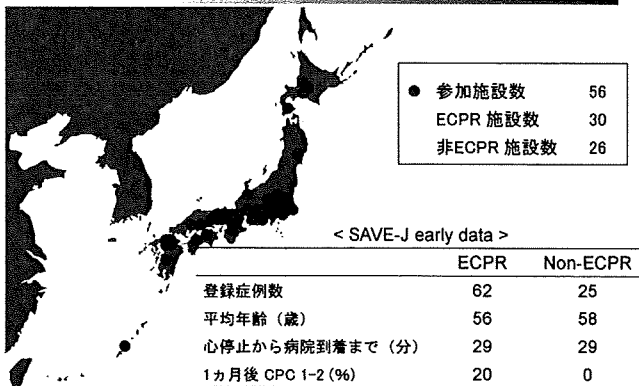 ● 参加施設数 56
ECPR 施設数 30
非ECPR 施設数 26
< SAVE-J early data >
ECPR Non-ECPR
登録症例数 62 25
平均年齢（歳） 56 58
心停止から病院到着まで（分） 29 29
1ヵ月後 CPC 1-2 (%) 20 0